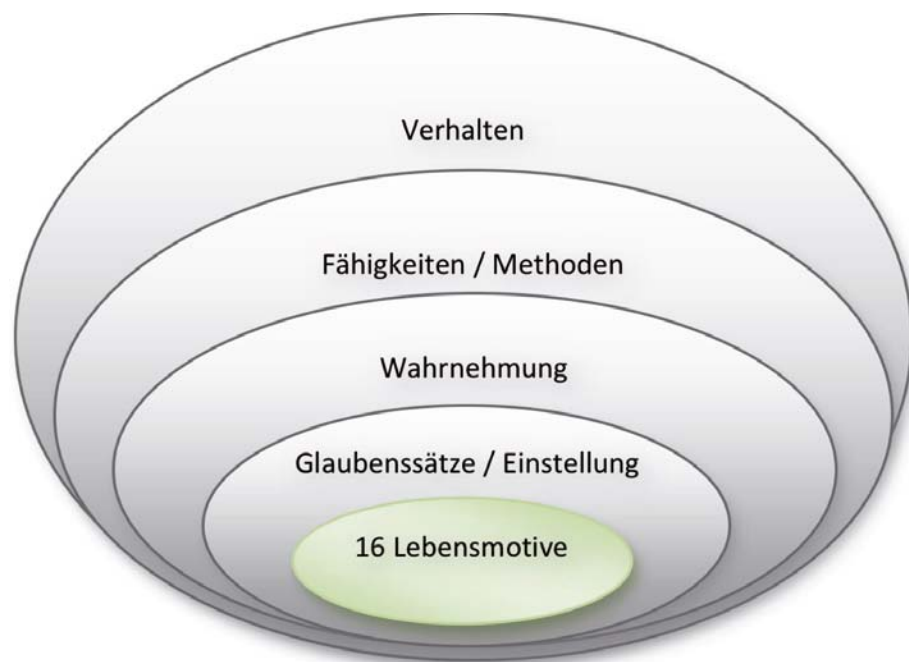 Verhalten
Fähigkeiten / Methoden
Wahrnehmung
Glaubenssätze / Einstellung
16 Lebensmotive